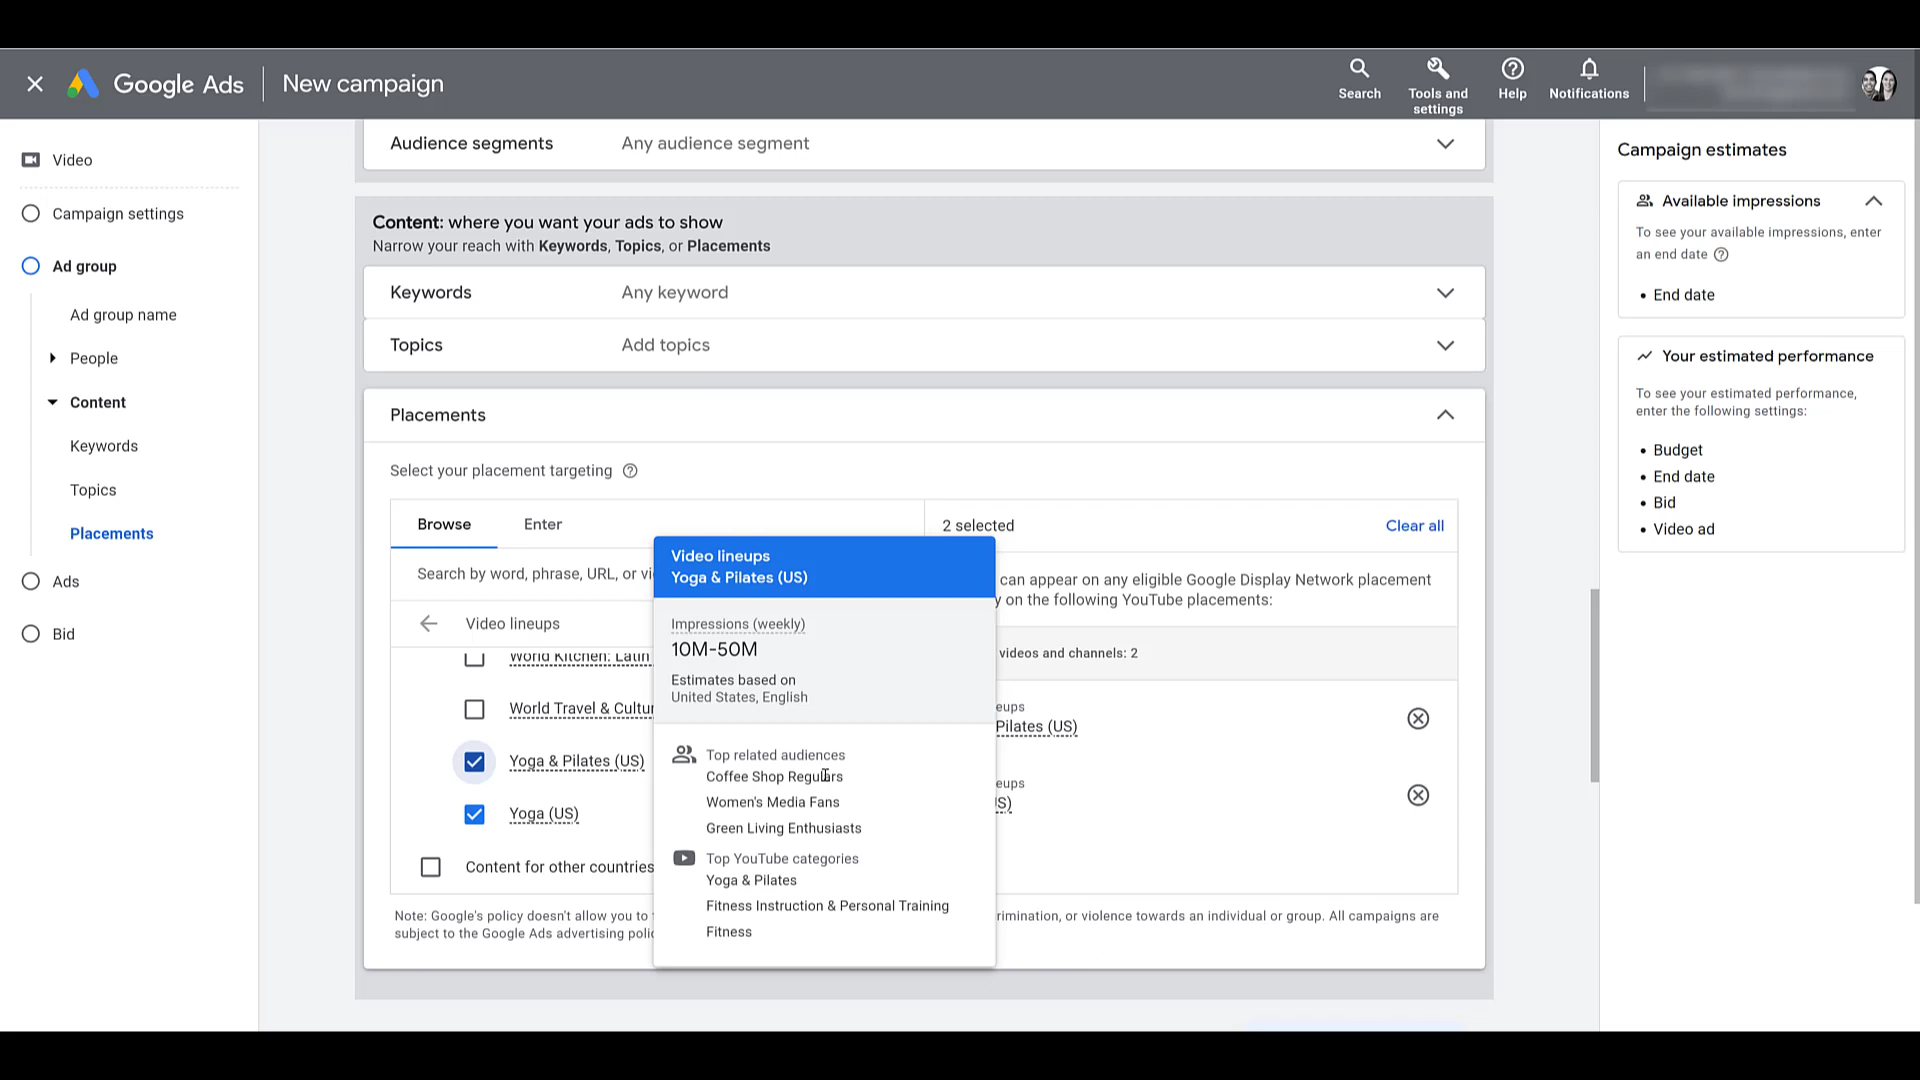 Google Ads
New campaign
Search
Tools and
settings
Help
Notifications
Video
Campaign settings
Ad group
Ad group name
People
Content
Keywords
Topics
Placements
Ads
Bid
Audience segments
Any audience segment
Content: where you want your ads to show
Narrow your reach with Keywords, Topics, or Placements
Keywords
Any keyword
Topics
Add topics
Placements
Select your placement targeting
Browse
Enter
2 selected
Clear all
Search by word, phrase, URL, or vi
can appear on any eligible Google Display Network placement
y on the following YouTube placements:
Video lineups
videos and channels: 2
World Kitchen: Latin
World Travel & Cultur
Yoga & Pilates (US)
Yoga (US)
Content for other countries
eups
Pilates (US)
eups
S)
Video lineups
Yoga & Pilates (US)
Impressions (weekly)
10M-50M
Estimates based on
United States, English
Top related audiences
Coffee Shop Regulars
Women's Media Fans
Green Living Enthusiasts
Top YouTube categories
Yoga & Pilates
Fitness Instruction & Personal Training
Fitness
Note: Google's policy doesn't allow you to
rimination, or violence towards an individual or group. All campaigns are
subject to the Google Ads advertising polic
Campaign estimates
Available impressions
To see your available impressions, enter
an end date
• End date
Your estimated performance
To see your estimated performance,
enter the following settings:
• Budget
• End date
• Bid
• Video ad